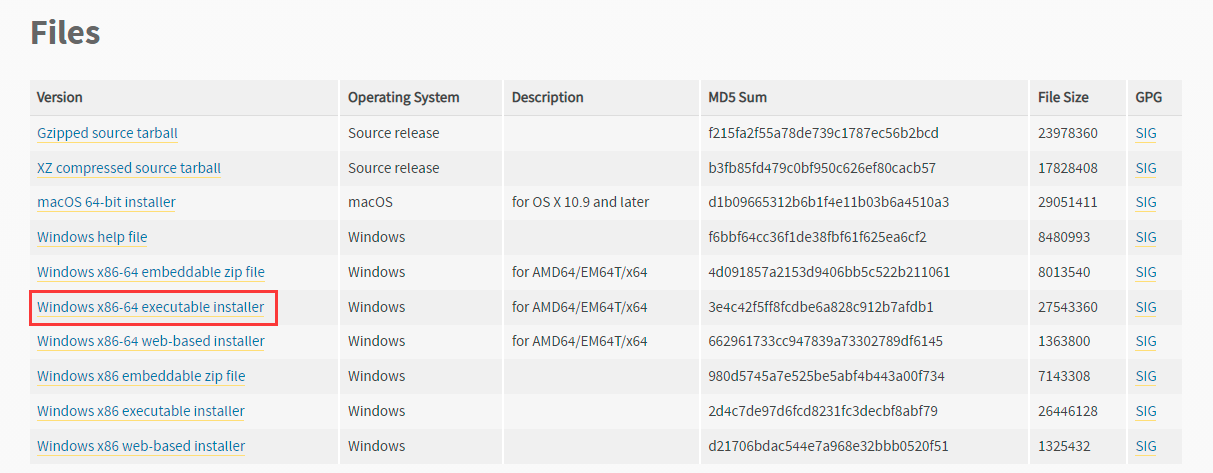 Files
Version Operating System Description MD5 Sum File Size GPG
Gzipped source tarball Source release f215fa2f55a78de739c1787ec56b2bcd 23978360 SIG
XZ compressed source tarball Source release b3fb85fd479c0bf950c626ef80cacb57 17828408 SIG
macOS 64-bit installer macOS for OS X 10.9 and later d1b09665312b6b1f4e11b03b6a4510a3 29051411 SIG
Windows help file Windows f6bbf64cc36f1de38fbf61f625ea6cf2 8480993 SIG
Windows x86-64 embeddable zip file Windows for AMD64/EM64T/x64 4d091857a2153d9406bb5c522b211061 8013540 SIG
Windows x86-64 executable installer Windows for AMD64/EM64T/x64 3e4c42f5ff8fcdbe6a828c912b7afdb1 27543360 SIG
Windows x86-64 web-based installer Windows for AMD64/EM64T/x64 662961733cc947839a73302789df6145 1363800 SIG
Windows x86 embeddable zip file Windows 980d5745a7e525be5abf4b443a00f734 7143308 SIG
Windows x86 executable installer Windows 2d4c7de97d6fcd8231fc3decbf8abf79 26446128 SIG
Windows x86 web-based installer Windows d21706bdac544e7a968e32bbb0520f51 1325432 SIG